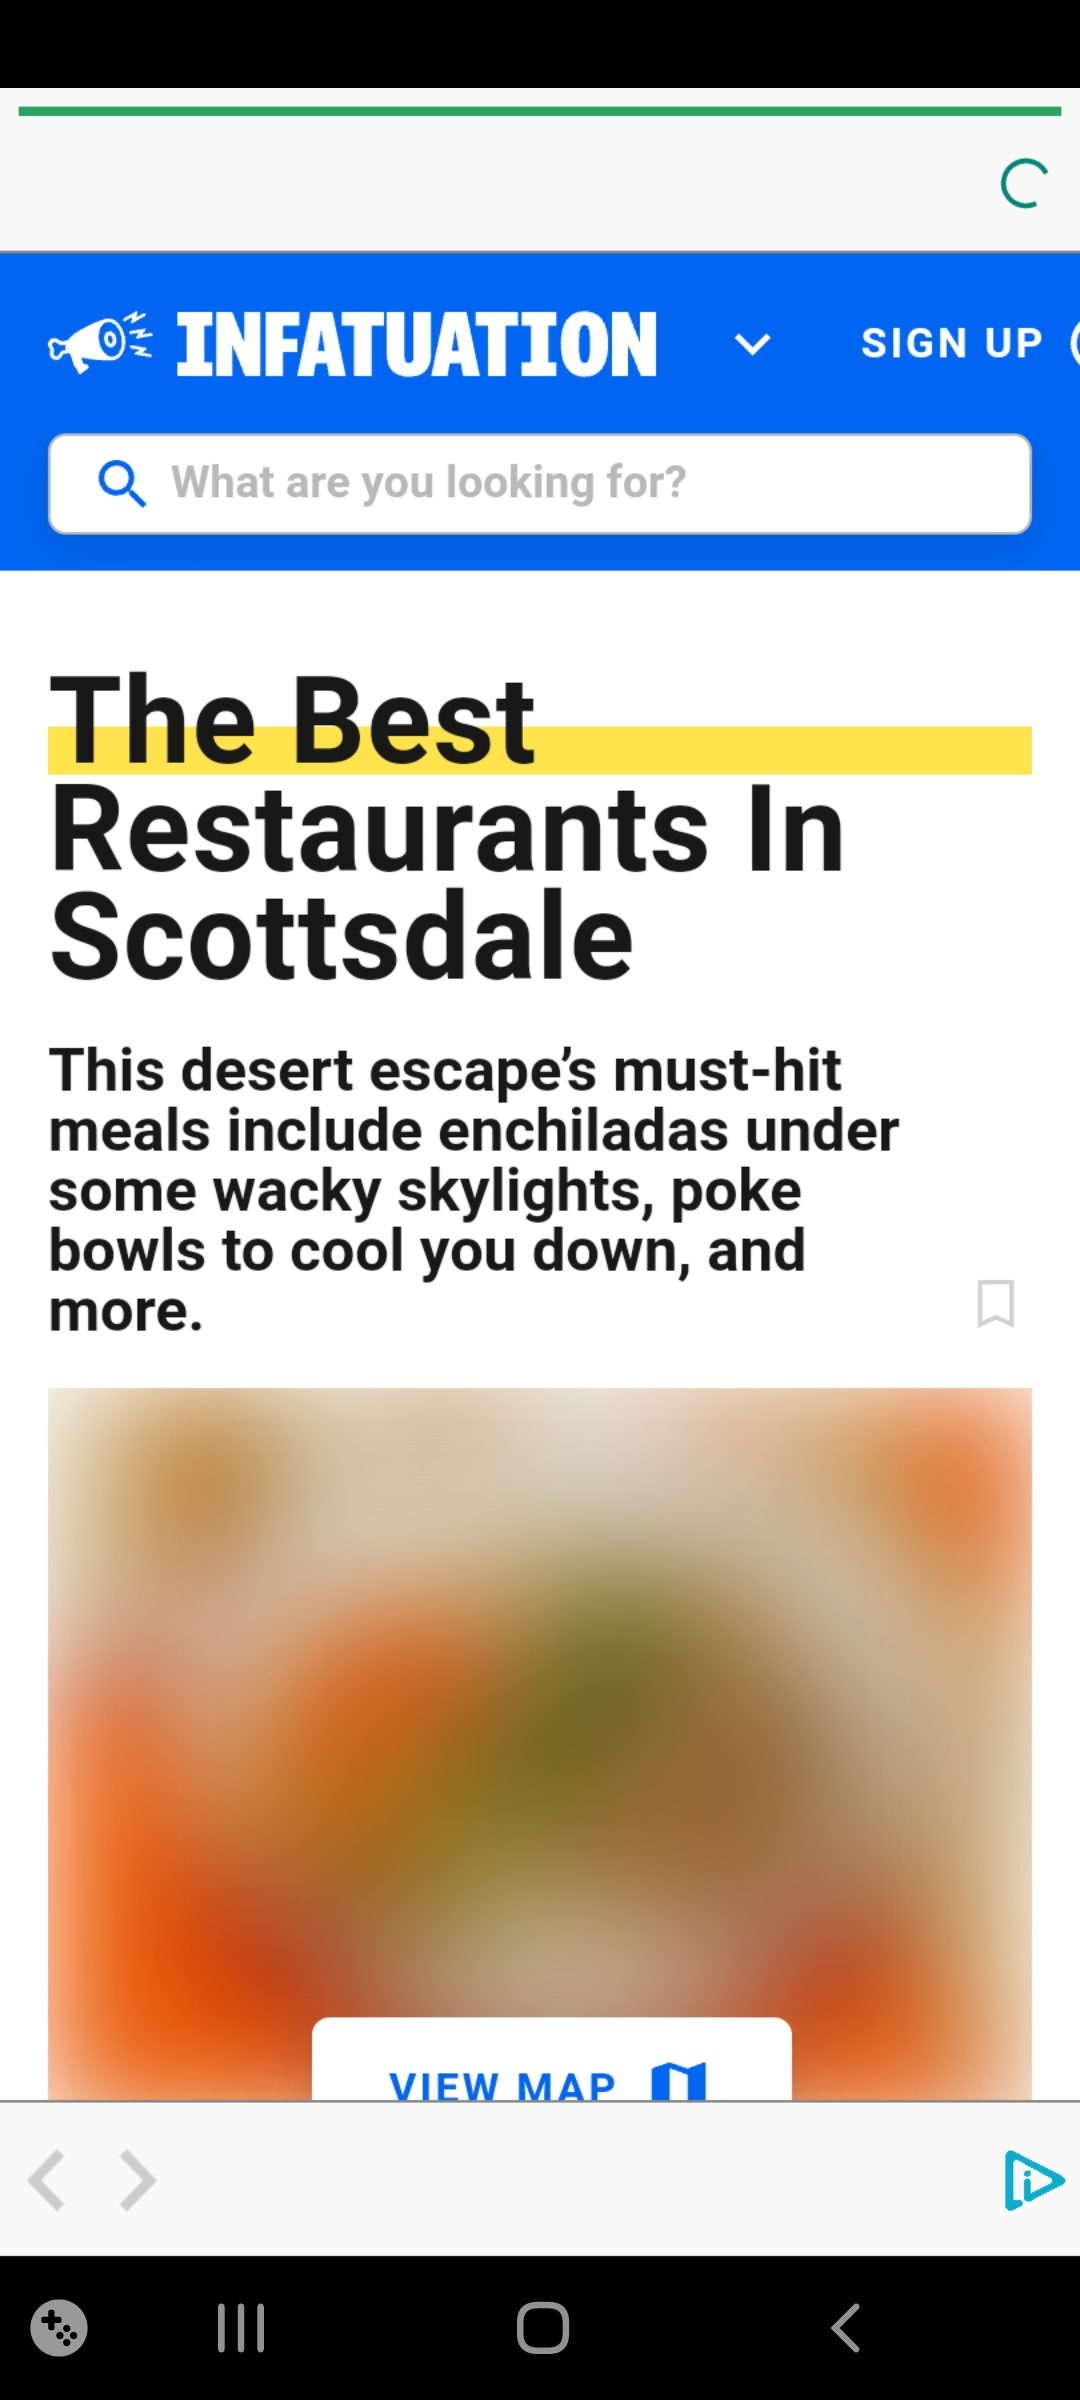 INFATUATION
SIGN UP
What are you looking for?
The Best
Restaurants In
Scottsdale
This desert escape’s must-hit
meals include enchiladas under
some wacky skylights, poke
bowls to cool you down, and
more.
VIEW MAP